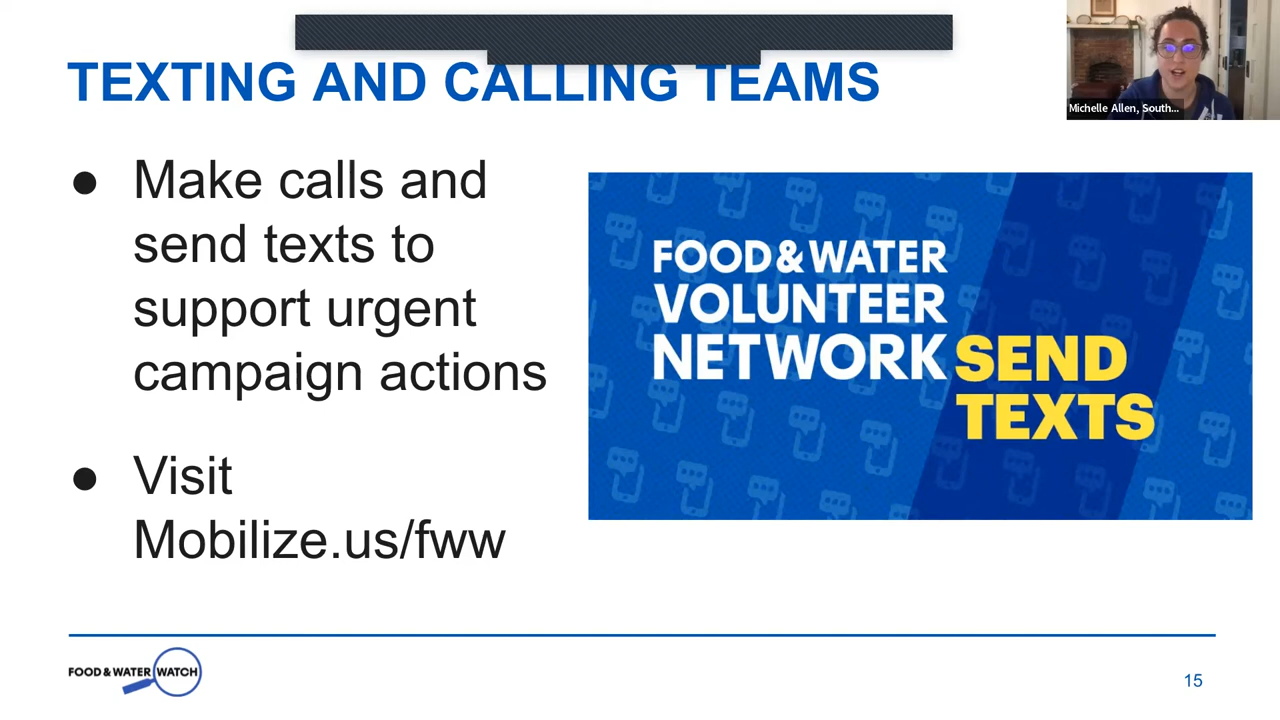 TEXTING AND CALLING TEAMS
Michelle Allen, South...
● Make calls and
send texts to
support urgent
campaign actions
● Visit
Mobilize.us/fww
FOOD & WATER
VOLUNTEER
NETWORK
SEND
TEXTS
FOOD & WATER WATCH
15